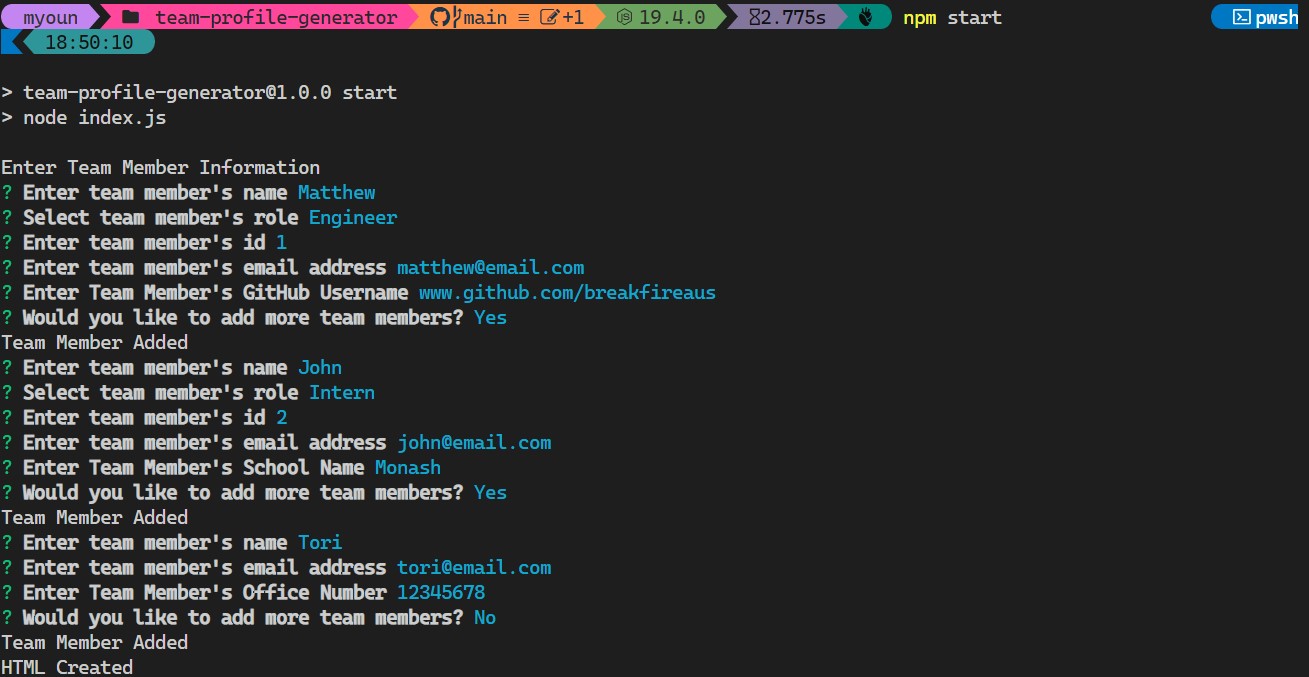 myoun team-profile-generator main ≡ +1 19.4.0 2.775s npm start pwsh
18:50:10
> team-profile-generator@1.0.0 start
> node index.js
Enter Team Member Information
? Enter team member's name Matthew
? Select team member's role Engineer
? Enter team member's id 1
? Enter team member's email address matthew@email.com
? Enter Team Member's GitHub Username www.github.com/breakfireaus
? Would you like to add more team members? Yes
Team Member Added
? Enter team member's name John
? Select team member's role Intern
? Enter team member's id 2
? Enter team member's email address john@email.com
? Enter Team Member's School Name Monash
? Would you like to add more team members? Yes
Team Member Added
? Enter team member's name Tori
? Enter team member's email address tori@email.com
? Enter Team Member's Office Number 12345678
? Would you like to add more team members? No
Team Member Added
HTML Created